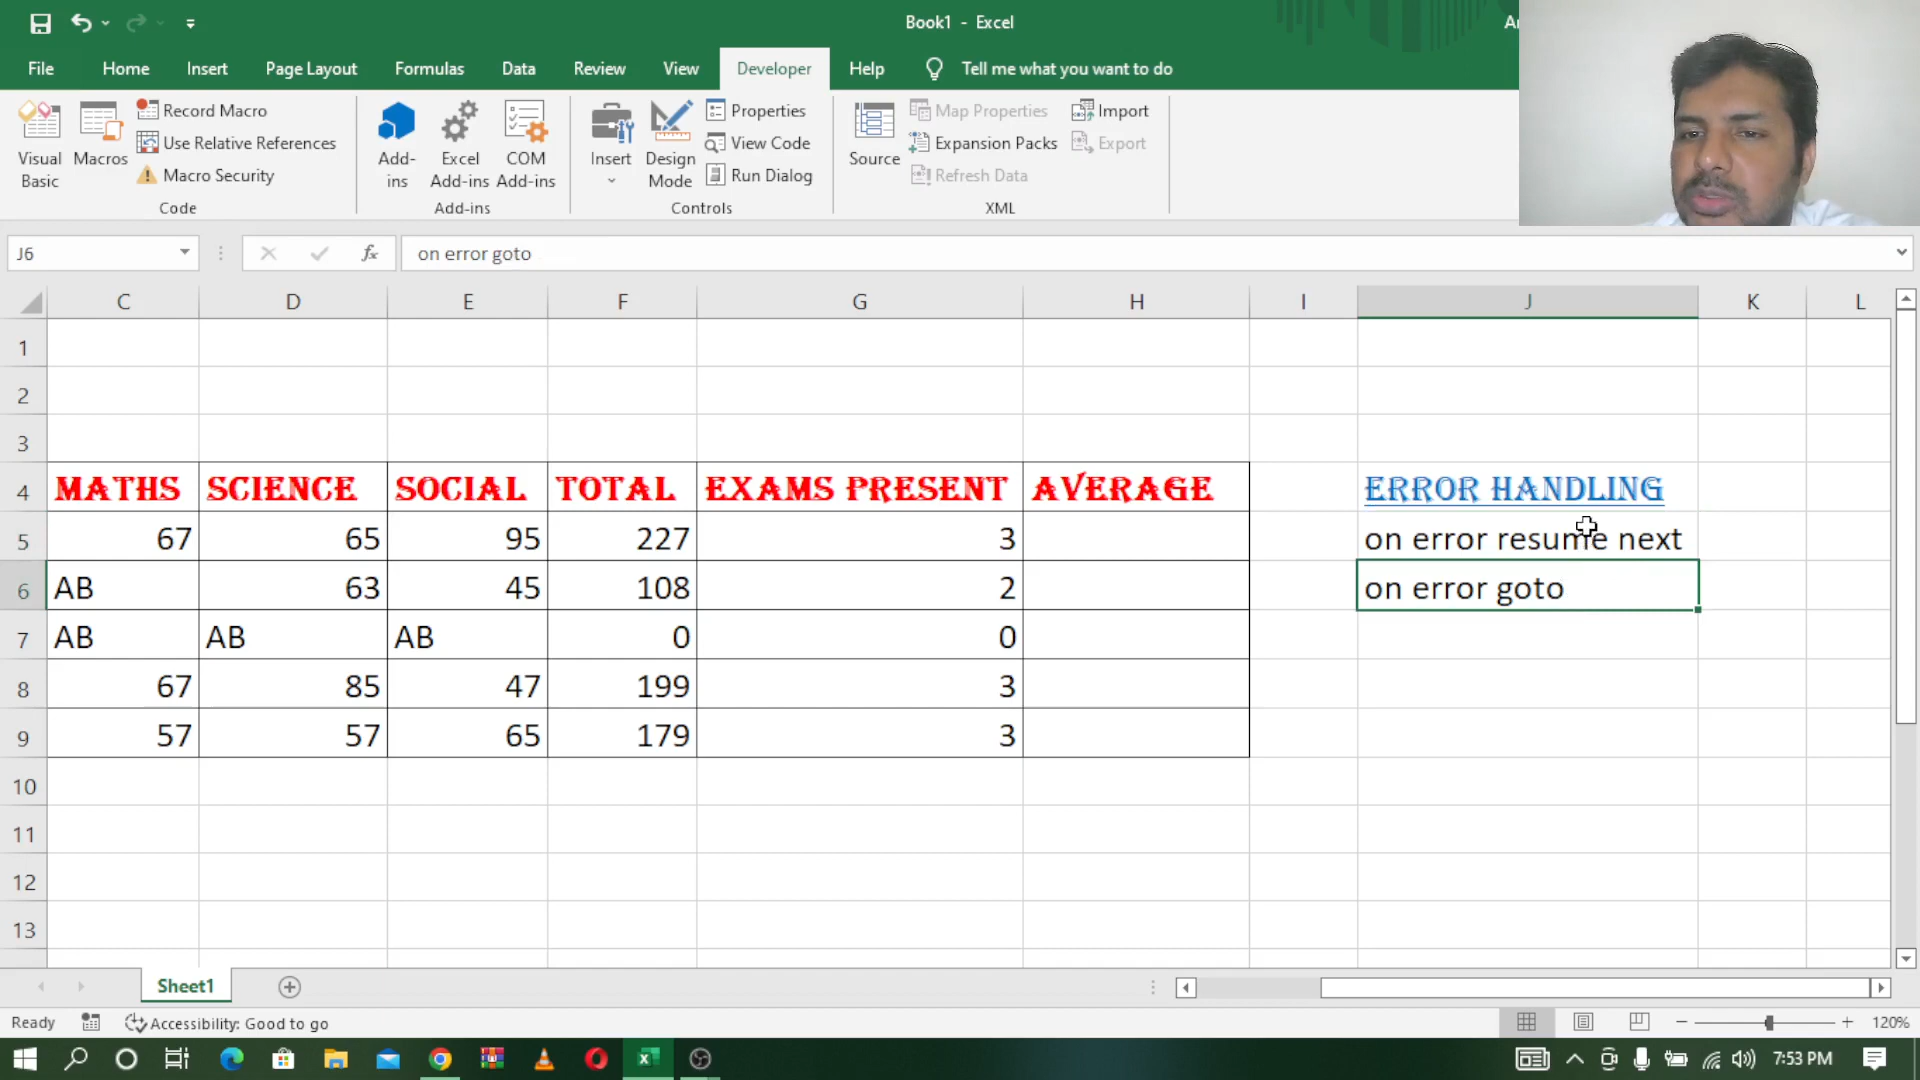 Book1 - Excel
File Home Insert Page Layout Formulas Data Review View Developer Help Tell me what you want to do
Visual Basic
Macros
Record Macro
Use Relative References
Macro Security
Code
Add-ins
Excel Add-ins
COM Add-ins
Add-ins
Insert
Design Mode
Properties
View Code
Run Dialog
Controls
Source
Map Properties
Expansion Packs
Refresh Data
Import
Export
XML
J6 fx on error goto
C D E F G H I J K L
1
2
3
4 MATHS SCIENCE SOCIAL TOTAL EXAMS PRESENT AVERAGE ERROR HANDLING
5 67 65 95 227 3 on error resume next
6 AB 63 45 108 2 on error goto
7 AB AB AB 0 0
8 67 85 47 199 3
9 57 57 65 179 3
10
11
12
13
Sheet1
Ready Accessibility: Good to go 120%
7:53 PM